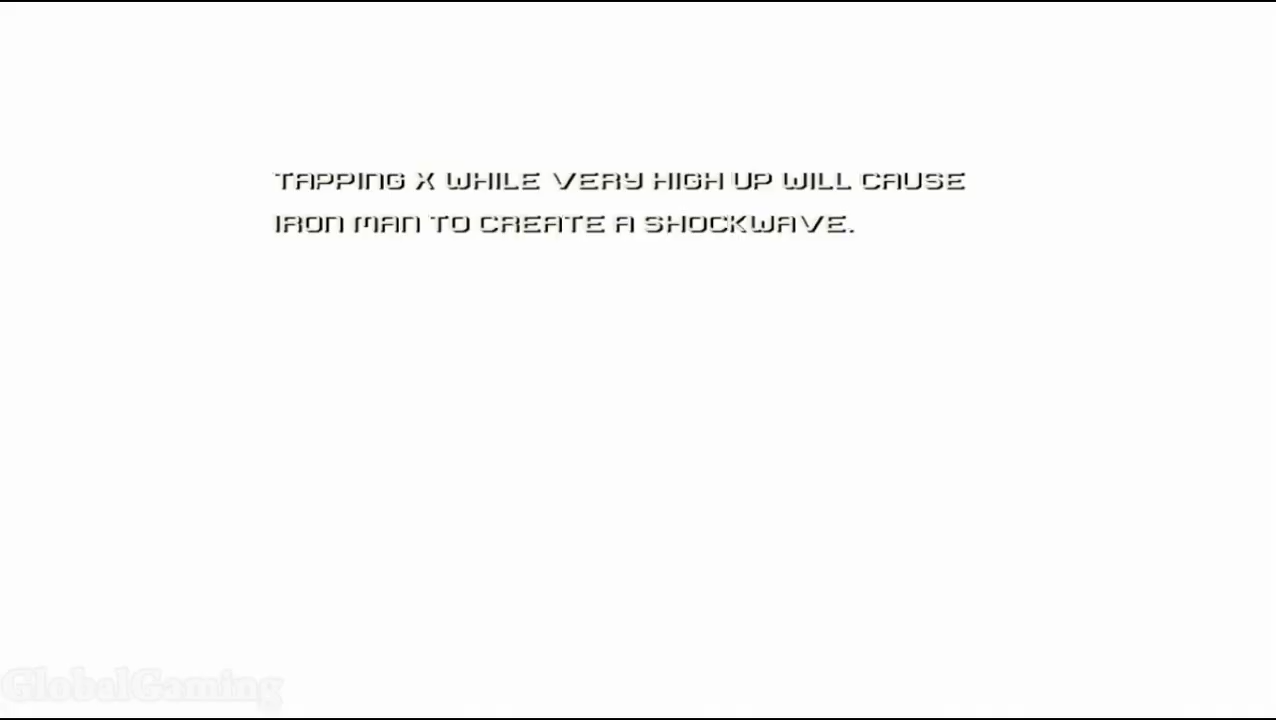 TAPPING X WHILE VERY HIGH UP WILL CAUSE
IRON MAN TO CREATE A SHOCKWAVE.
GlobalGaming